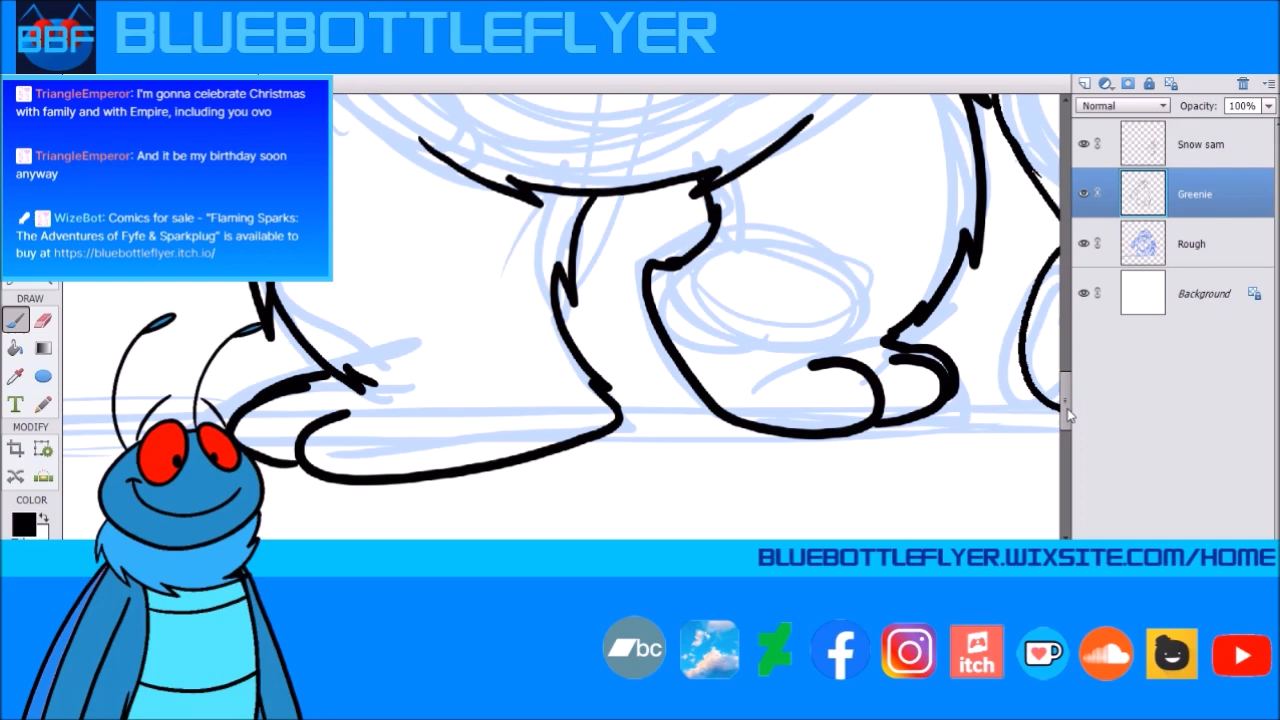 BBF
BLUEBOTTLEFLYER
TriangleEmperor: I'm gonna celebrate Christmas
with family and with Empire, including you ovo
TriangleEmperor: And it be my birthday soon
anyway
WizeBot: Comics for sale - "Flaming Sparks:
The Adventures of Fyfe & Sparkplug" is available to
buy at https://bluebottleflyer.itch.io/
Normal Opacity: 100%
Snow sam
Greenie
Rough
Background
DRAW
T
MODIFY
COLOR
BLUEBOTTLEFLYER.WIXSITE.COM/HOME
bc
itch